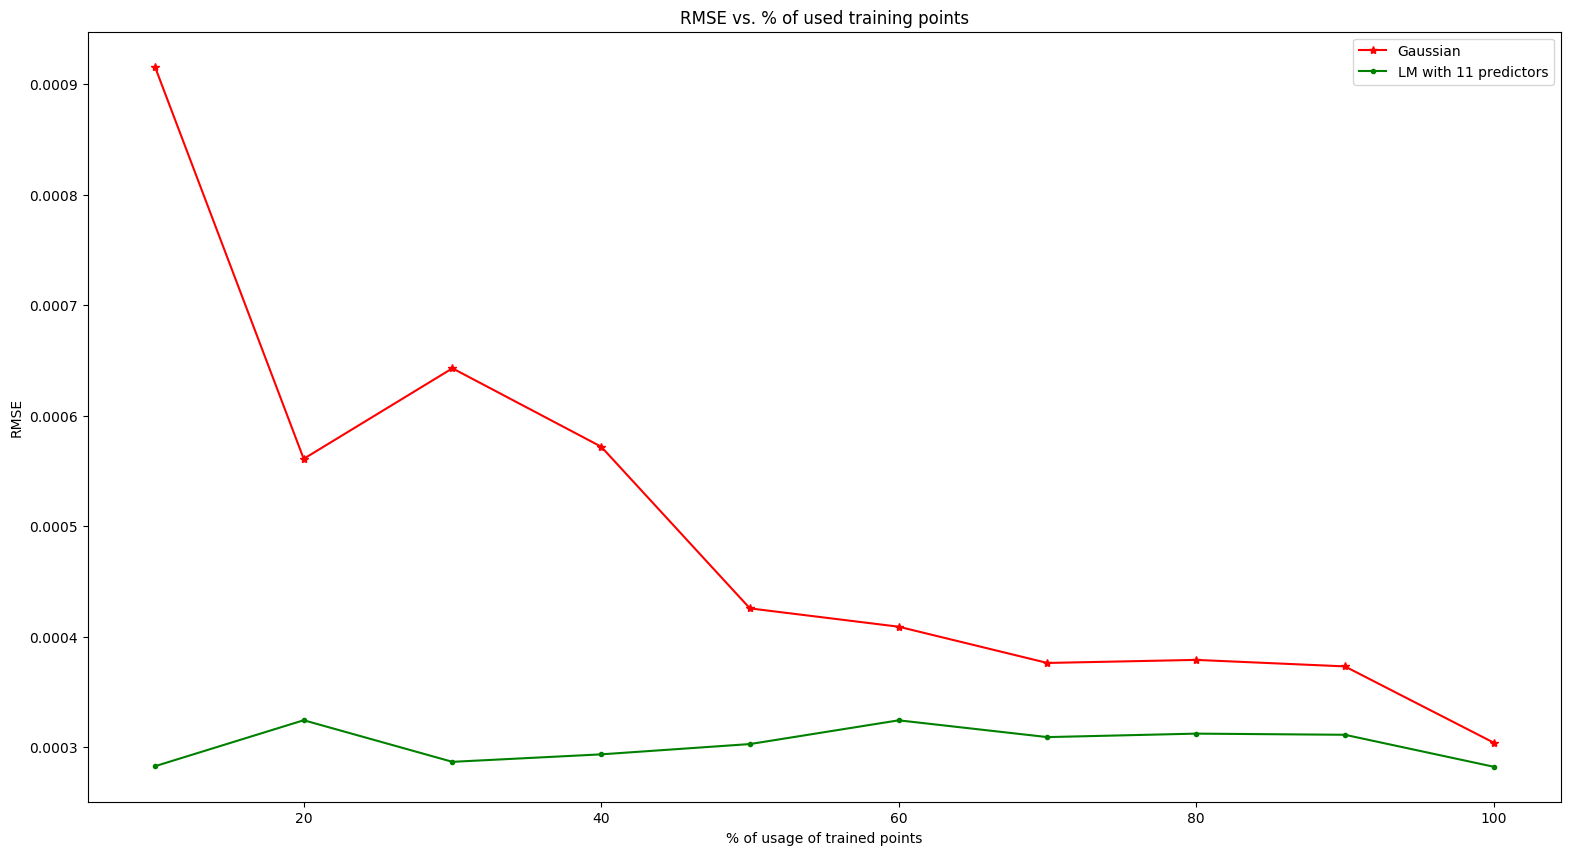 RMSE vs. % of used training points
Gaussian
LM with 11 predictors
0.0009
0.0008
0.0007
0.0006
0.0005
0.0004
0.0003
RMSE
20
40
60
80
100
% of usage of trained points